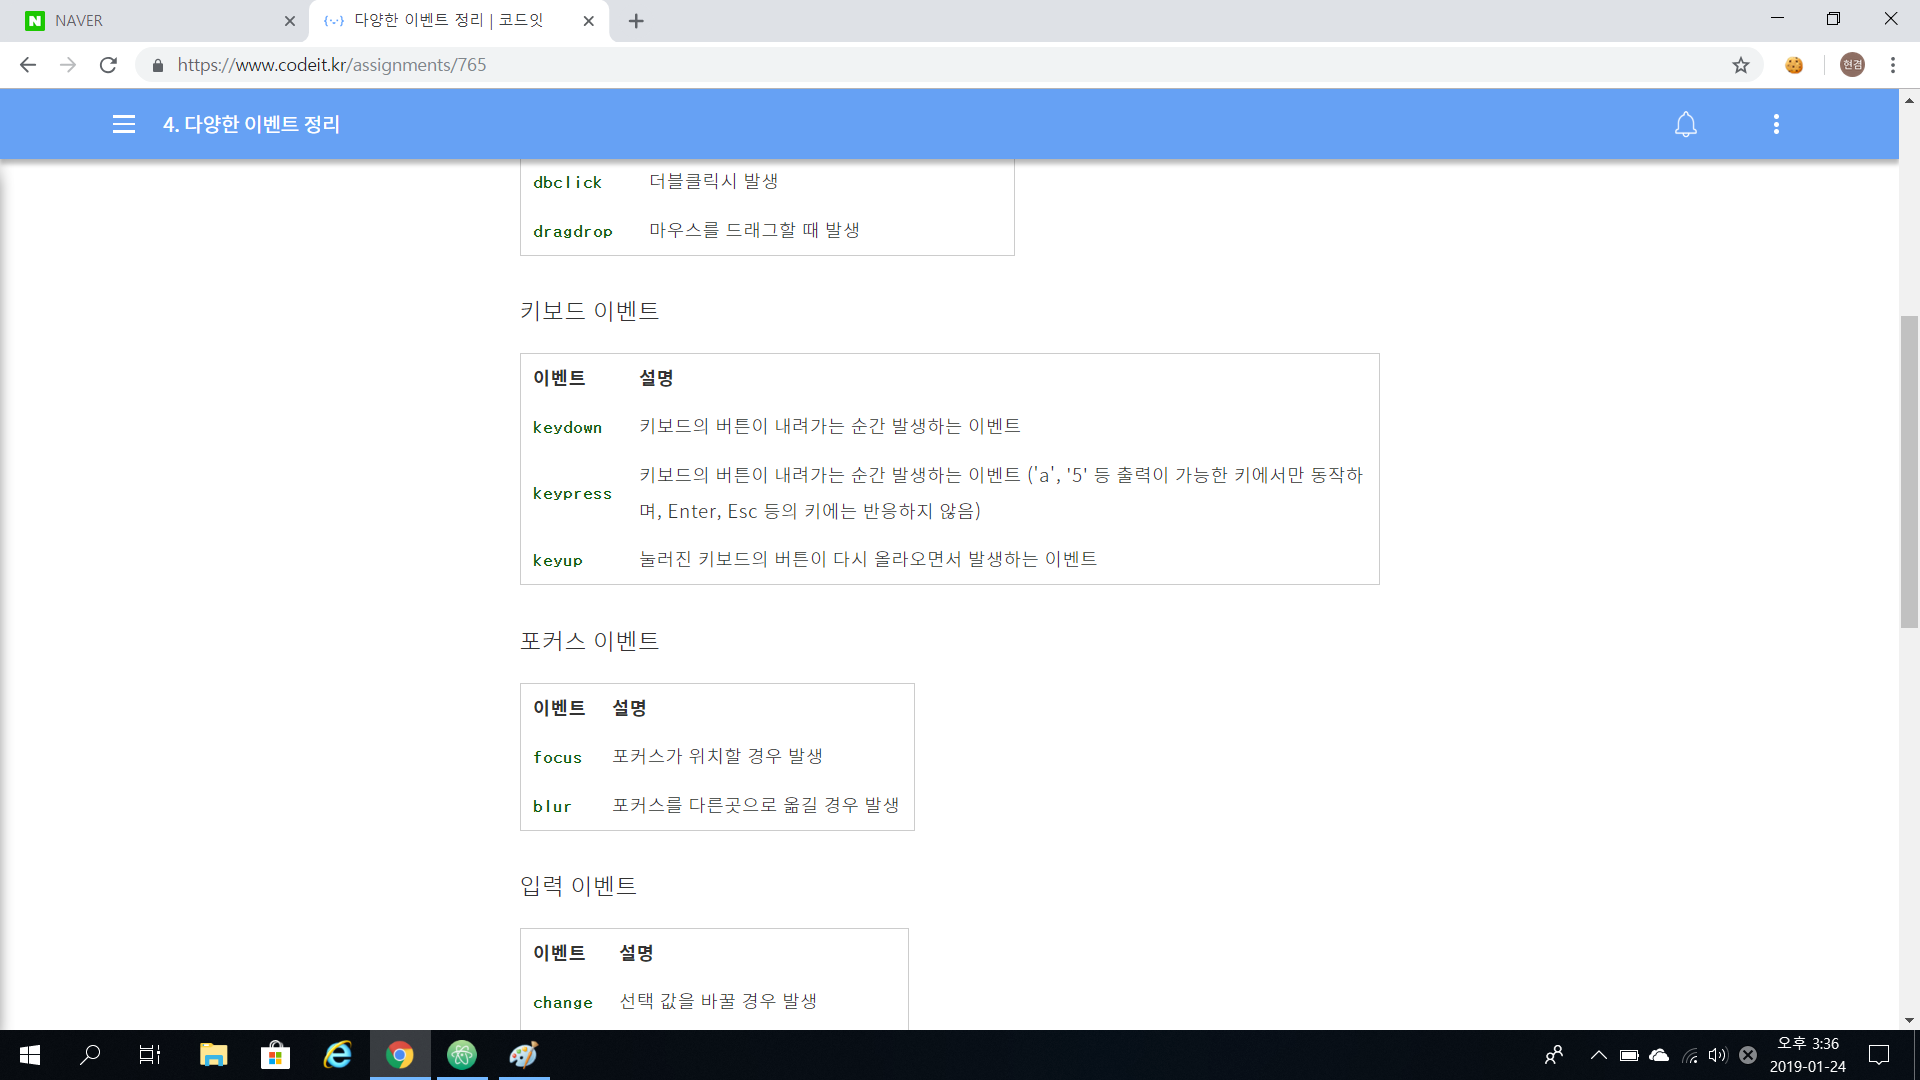 NAVER
다양한 이벤트 정리 | 코드잇
https://www.codeit.kr/assignments/765
현경
4. 다양한 이벤트 정리
dbclick 더블클릭시 발생
dragdrop 마우스를 드래그할 때 발생
키보드 이벤트
이벤트 설명
keydown 키보드의 버튼이 내려가는 순간 발생하는 이벤트
keypress 키보드의 버튼이 내려가는 순간 발생하는 이벤트 ('a', '5' 등 출력이 가능한 키에서만 동작하
며, Enter, Esc 등의 키에는 반응하지 않음)
keyup 눌러진 키보드의 버튼이 다시 올라오면서 발생하는 이벤트
포커스 이벤트
이벤트 설명
focus 포커스가 위치할 경우 발생
blur 포커스를 다른곳으로 옮길 경우 발생
입력 이벤트
이벤트 설명
change 선택 값을 바꿀 경우 발생
오후 3:36
2019-01-24